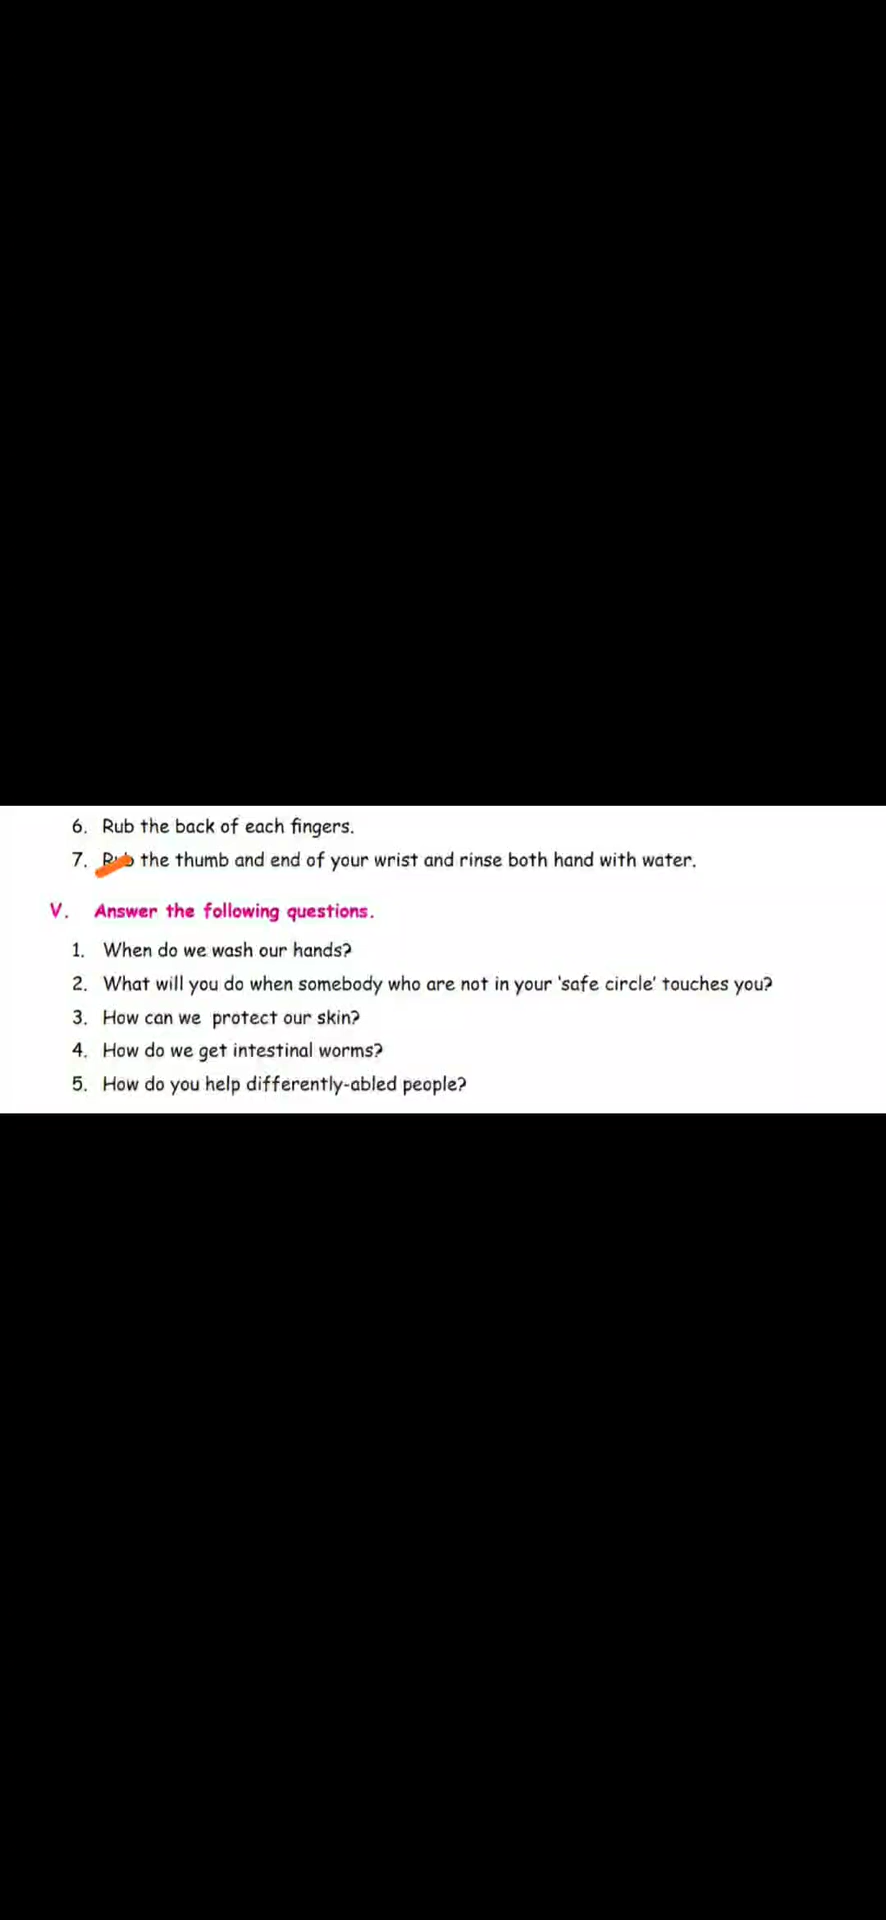 6. Rub the back of each fingers.
7. Rub the thumb and end of your wrist and rinse both hand with water.
V. Answer the following questions.
1. When do we wash our hands?
2. What will you do when somebody who are not in your 'safe circle' touches you?
3. How can we protect our skin?
4. How do we get intestinal worms?
5. How do you help differently-abled people?